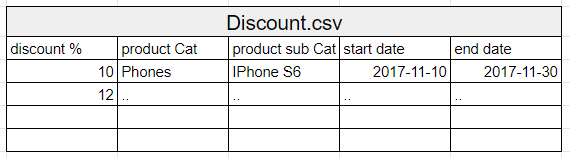 Discount.csv
discount % product Cat product sub Cat start date end date
10 Phones IPhone S6 2017-11-10 2017-11-30
12 .. .. .. ..